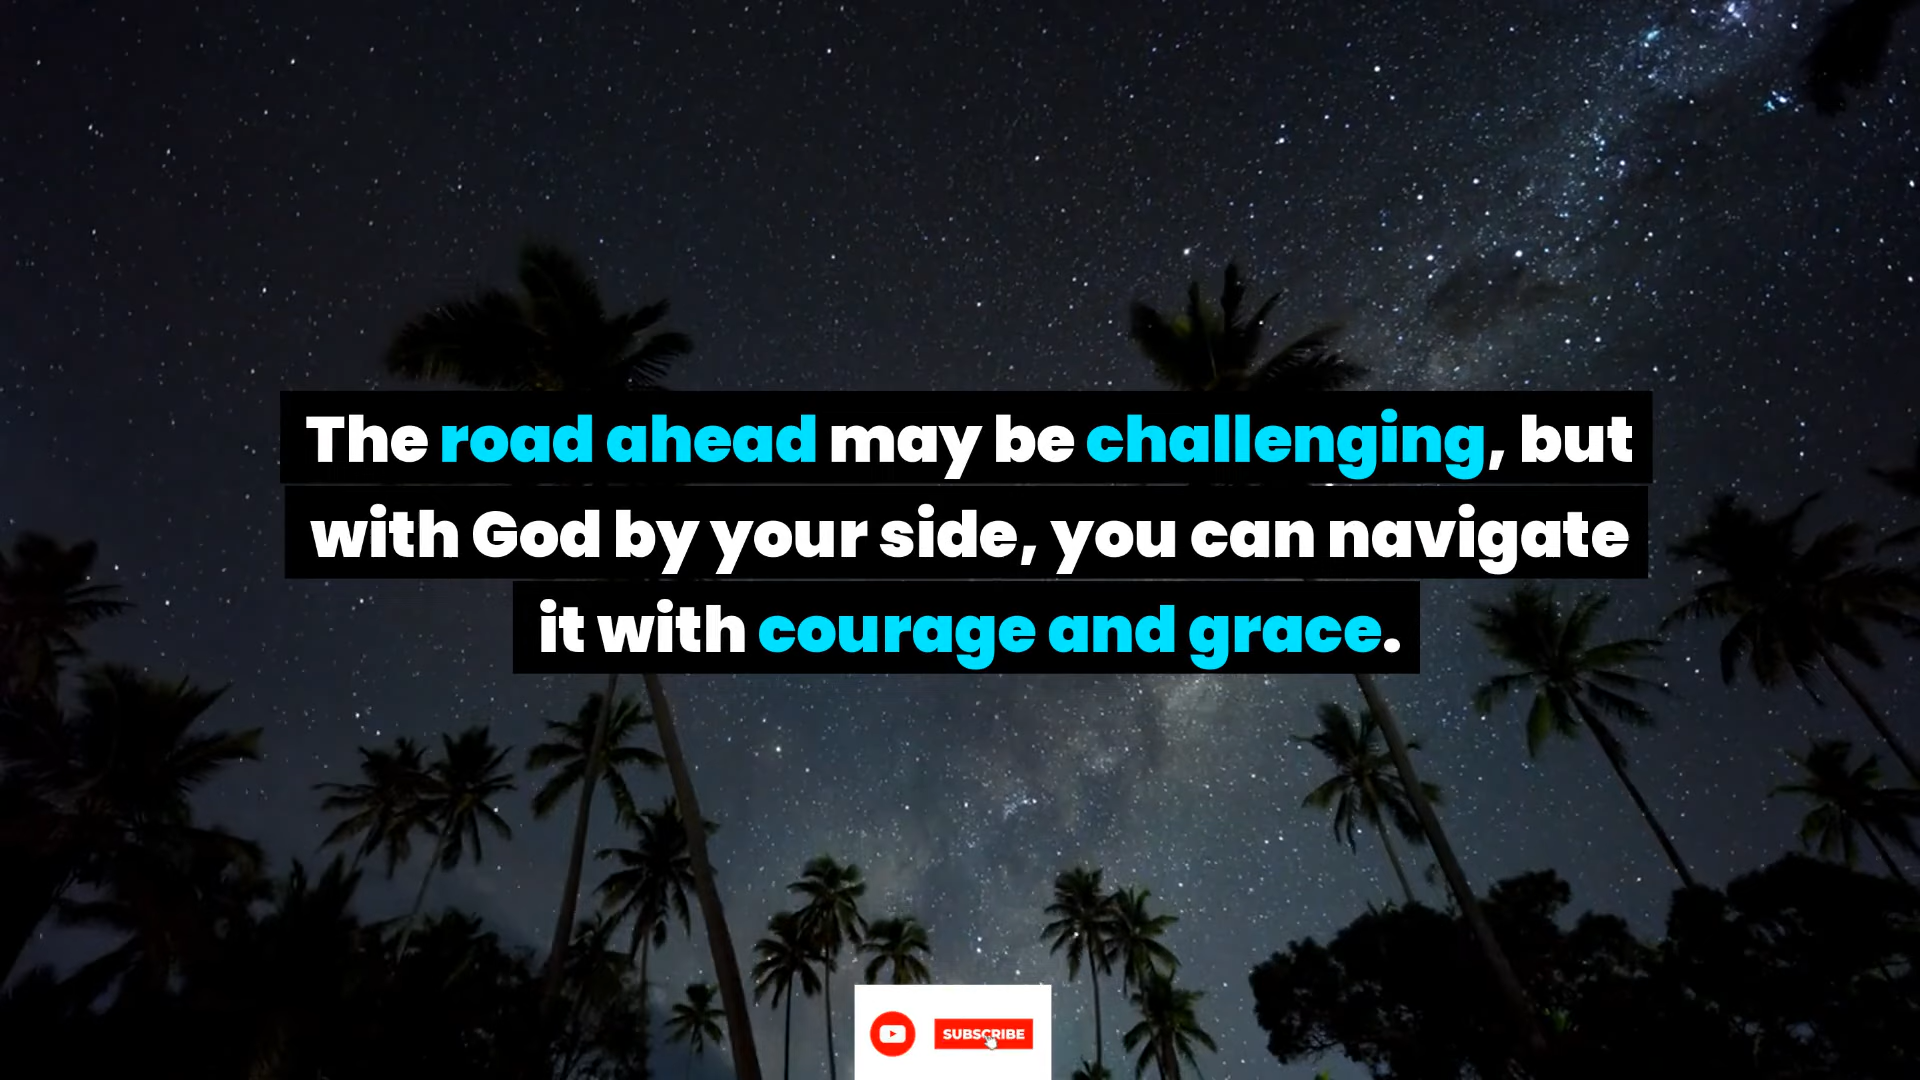 The road ahead may be challenging, but
with God by your side, you can navigate
it with courage and grace.
SUBSCRIBE